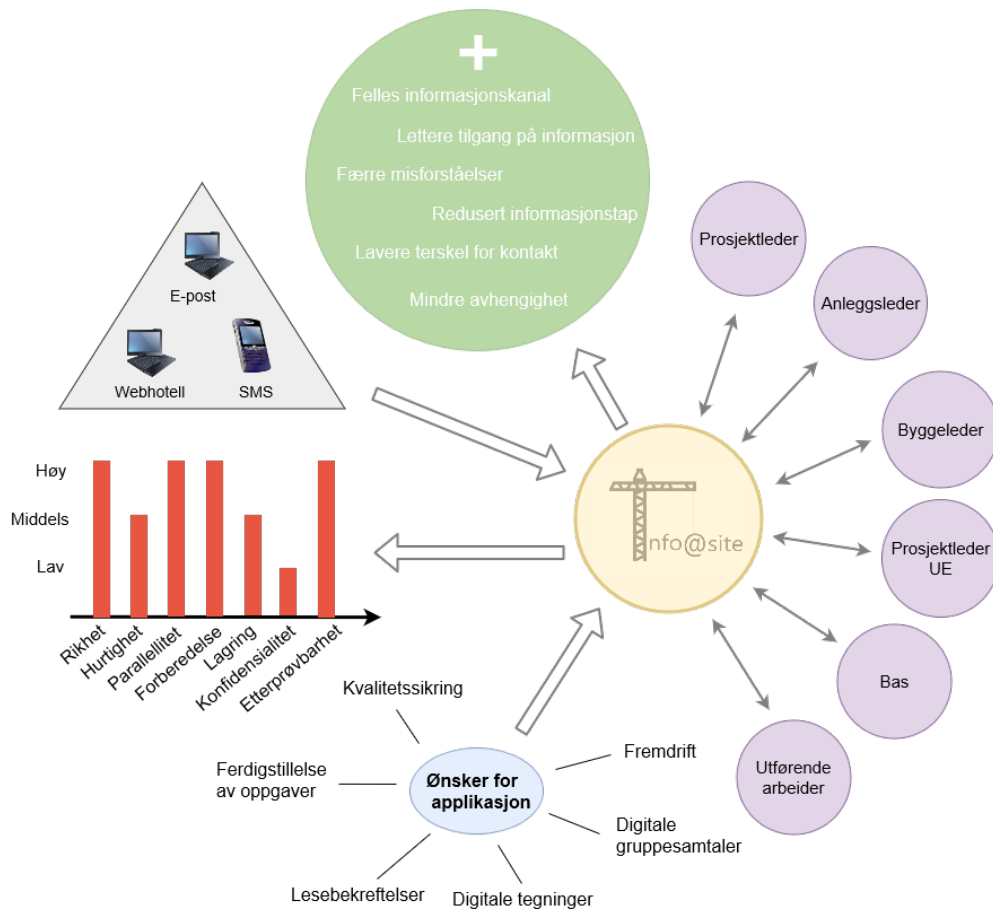 +
Felles informasjonskanal
Lettere tilgang på informasjon
Færre misforståelser
Redusert informasjonstap
Lavere terskel for kontakt
Mindre avhengighet
E-post
Webhotell
SMS
Prosjektleder
Anleggsleder
Byggeleder
Prosjektleder
UE
Bas
Utførende
arbeider
nfo@site
Høy
Middels
Lav
Rikhet
Hurtighet
Parallellitet
Forberedelse
Lagring
Konfidensialitet
Etterprøvbarhet
Kvalitetssikring
Ferdigstillelse
av oppgaver
Ønsker for
applikasjon
Fremdrift
Digitale
gruppesamtaler
Lesebekreftelser
Digitale tegninger